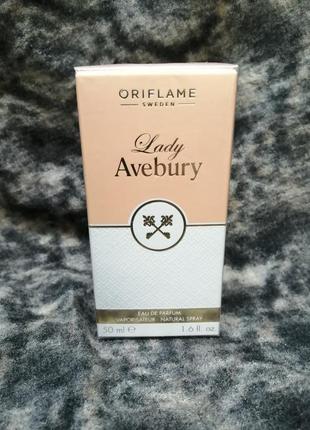 ORIFLAME
SWEDEN
Lady
Avebury
EAU DE PARFUM
VAPORISATEUR · NATURAL SPRAY
50 ml ℮ 1.6 fl. oz.